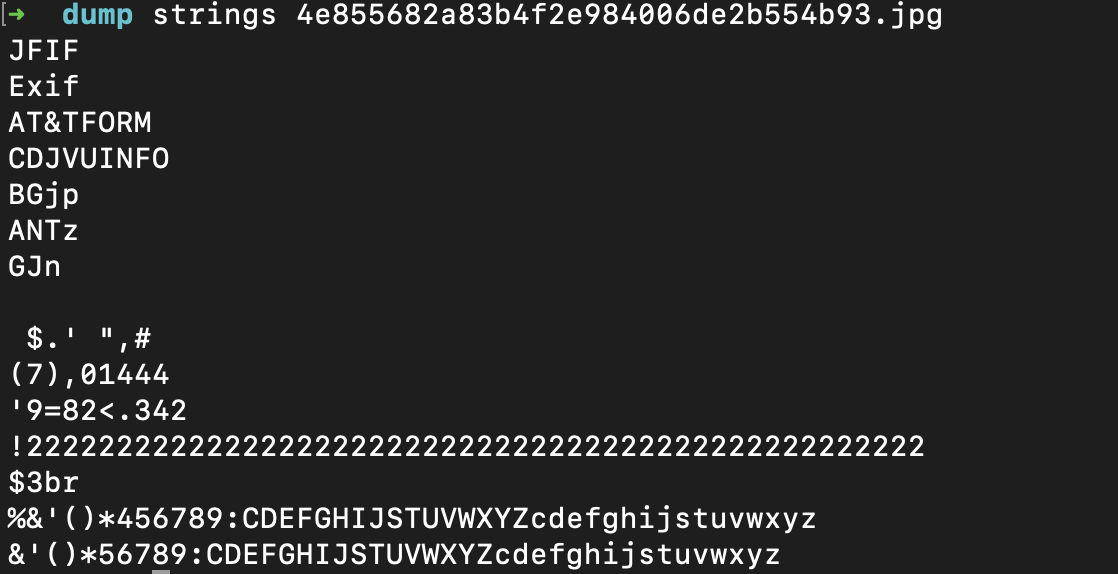 [➜  dump strings 4e855682a83b4f2e984006de2b554b93.jpg
JFIF
Exif
AT&TFORM
CDJVUINFO
BGjp
ANTz
GJn
 $.' ",#
(7),01444
'9=82<.342
!22222222222222222222222222222222222222222222222222
$3br
%&'()*456789:CDEFGHIJSTUVWXYZcdefghijstuvwxyz
&'()*56789:CDEFGHIJSTUVWXYZcdefghijstuvwxyz